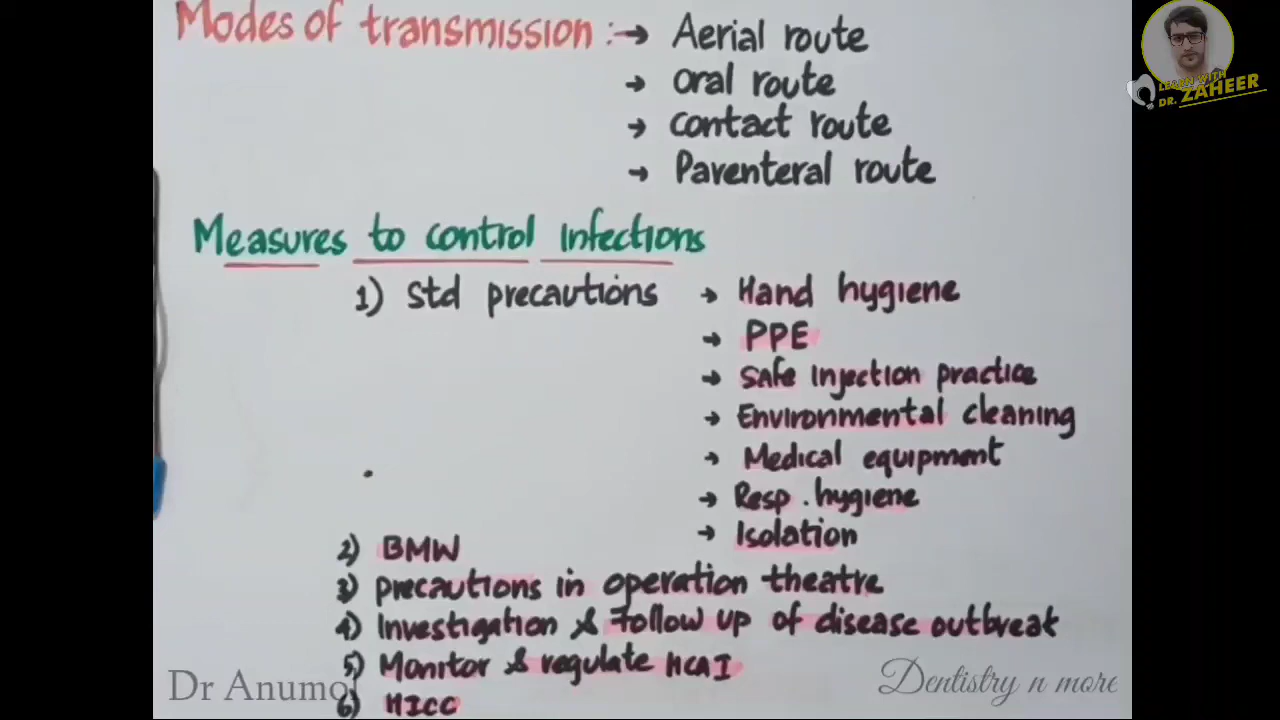 Modes of transmission :→ Aerial route
→ oral route
→ contact route
→ Paventeral route
Measures to control infections
1) Std precautions → Hand hygiene
→ PPE
→ Safe injection practice
→ Environmental cleaning
→ Medical equipment
→ Resp. hygiene
→ Isolation
2) BMW
3) precautions in operation theatre
4) Investigation & Follow up of disease outbreak
5) Monitor & regulate HCAI
6) HICC
LEARN WITH
DR. ZAHEER
Dr Anumol
Dentistry n more